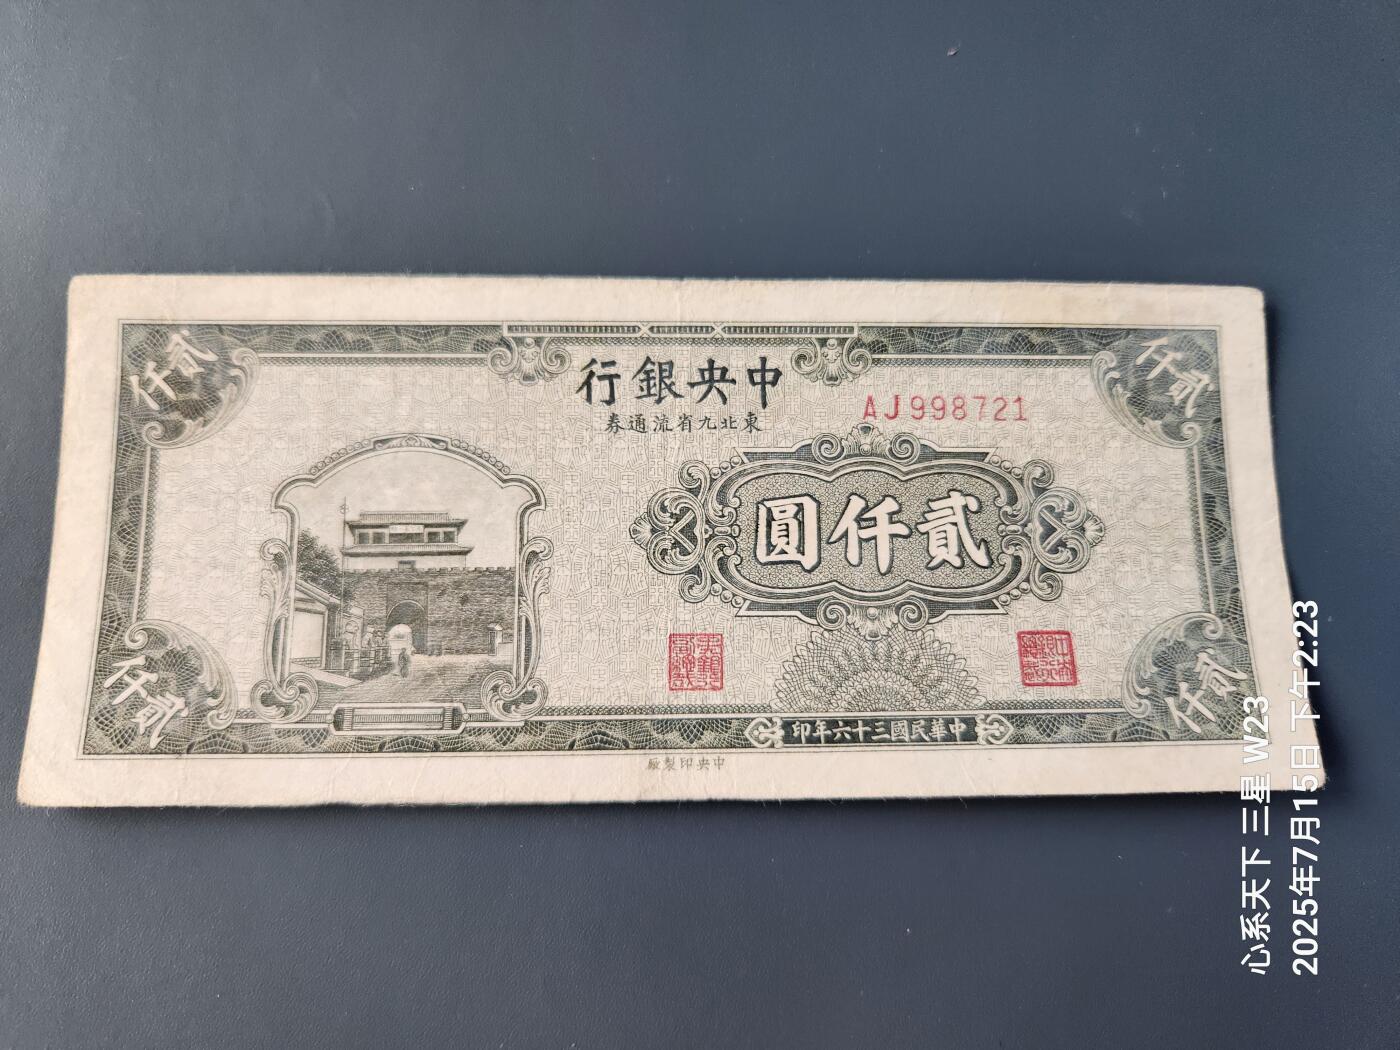 中央銀行
東北九省流通券
AJ998721
貳仟
貳仟
貳仟圓
貳仟
貳仟
中華民國三十六年印
中央印製廠
心系天下 三星 W23
2025年7月15日 下午2:23